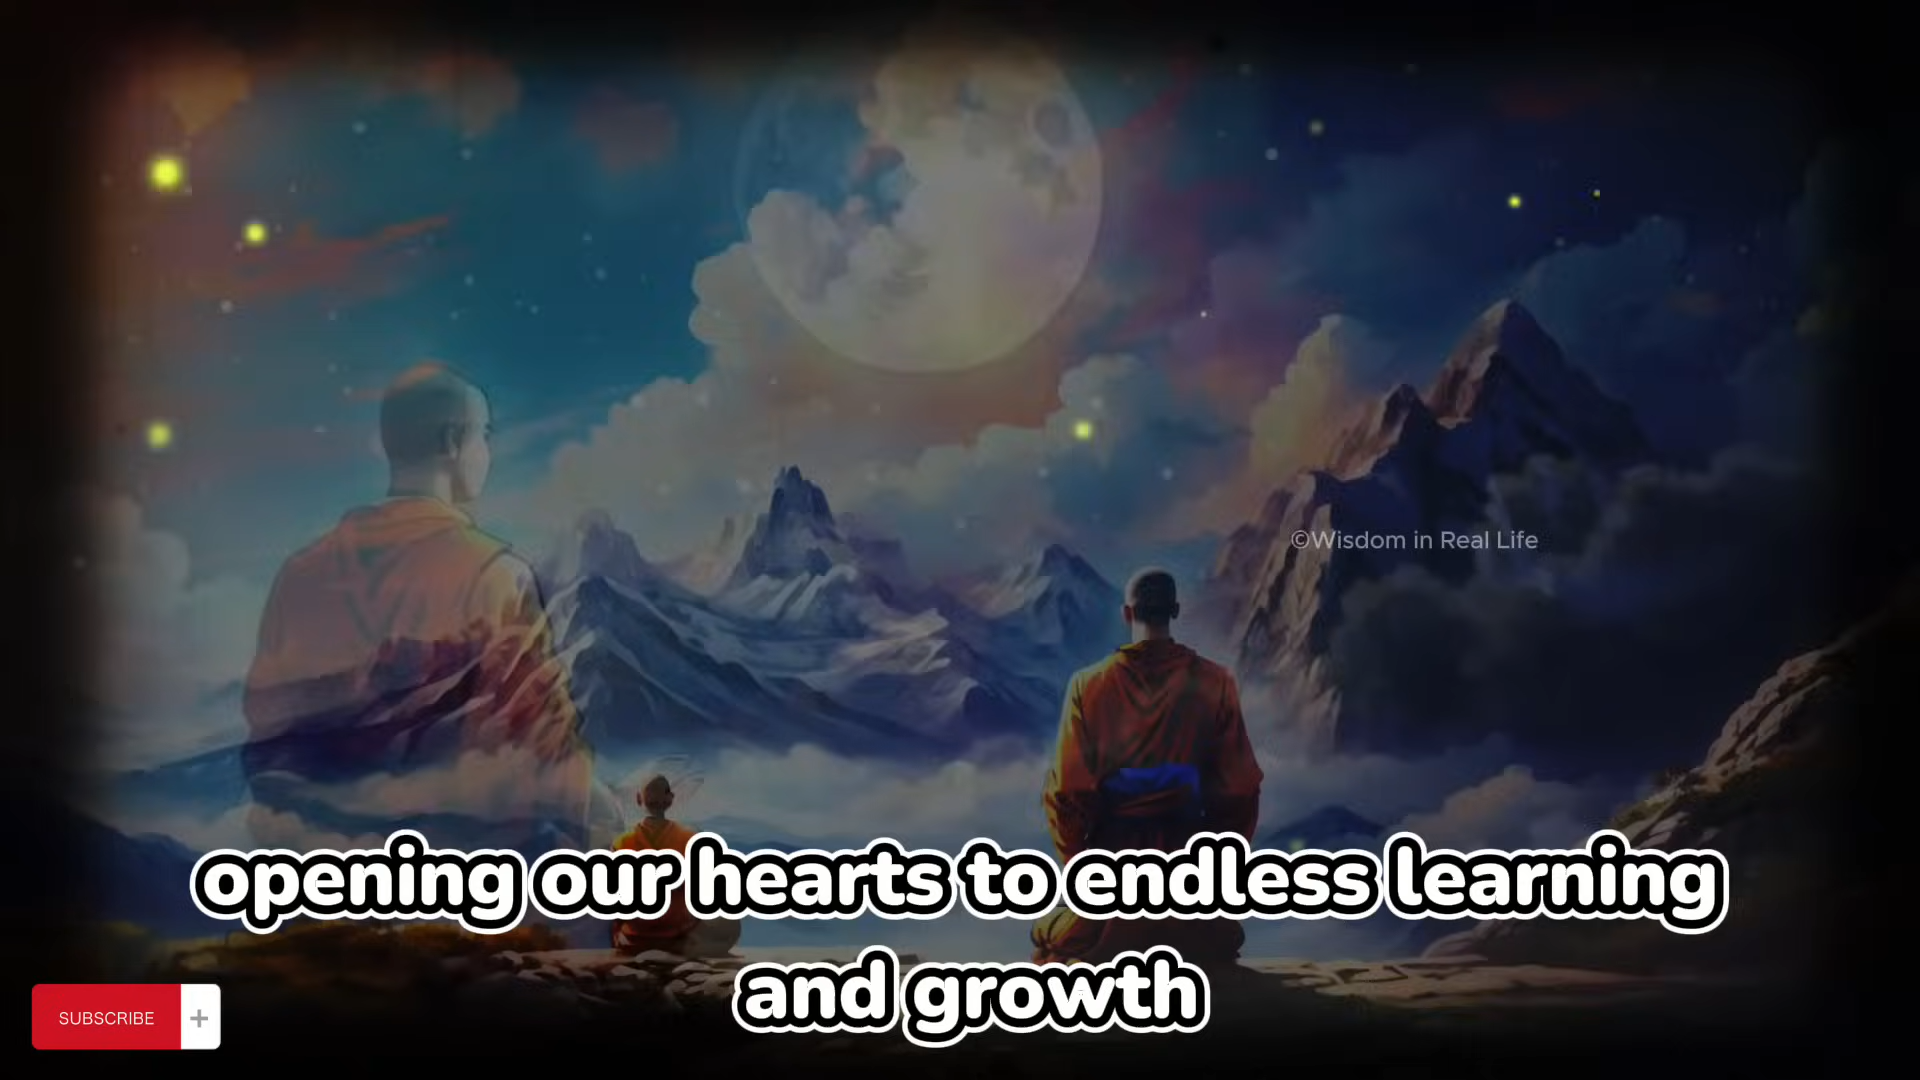 ©Wisdom in Real Life
opening our hearts to endless learning
and growth
SUBSCRIBE +